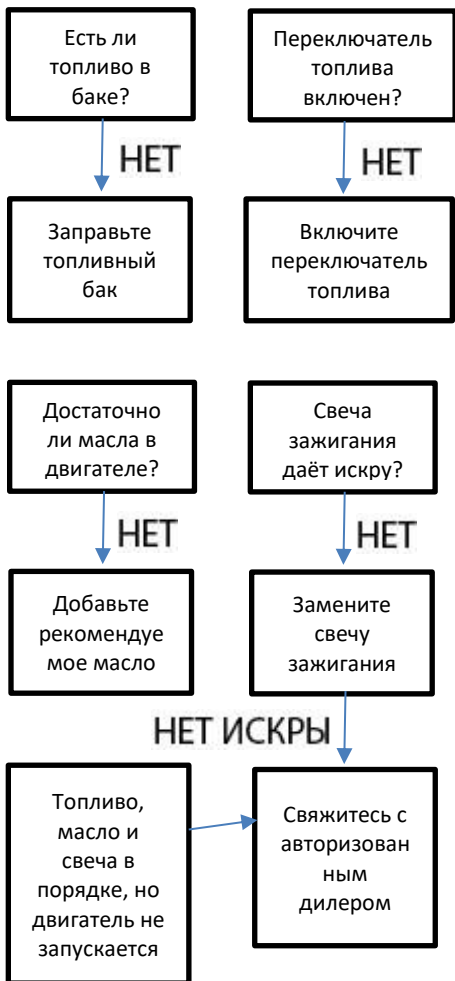 Есть ли
топливо в
баке?
Переключатель
топлива
включен?
НЕТ
НЕТ
Заправьте
топливный
бак
Включите
переключатель
топлива
Достаточно
ли масла в
двигателе?
Свеча
зажигания
даёт искру?
НЕТ
НЕТ
Добавьте
рекомендуе
мое масло
Замените
свечу
зажигания
НЕТ ИСКРЫ
Топливо,
масло и
свеча в
порядке, но
двигатель не
запускается
Свяжитесь с
авторизован
ным
дилером